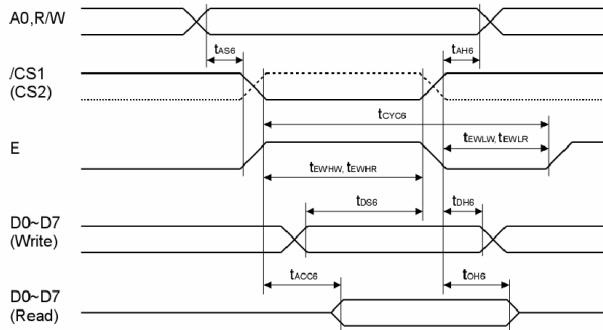 A0,R/W
tAS6
tAH6
/CS1
(CS2)
tCYC6
tEWLW, tEWLR
E
tEWHW, tEWHR
tDS6
tDH6
D0~D7
(Write)
tACC6
tOH6
D0~D7
(Read)